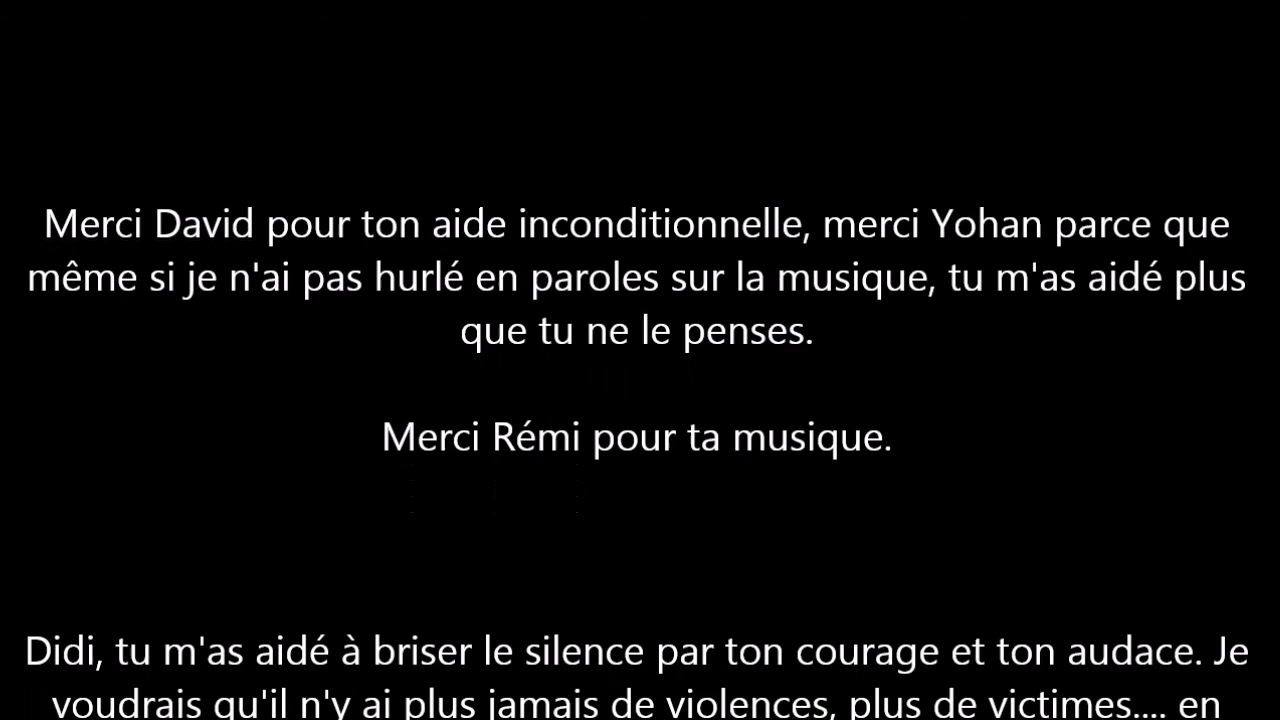 Merci David pour ton aide inconditionnelle, merci Yohan parce que
même si je n'ai pas hurlé en paroles sur la musique, tu m'as aidé plus
que tu ne le penses.
Merci Rémi pour ta musique.
Didi, tu m'as aidé à briser le silence par ton courage et ton audace. Je
voudrais qu'il n'y ai plus jamais de violences, plus de victimes.... en